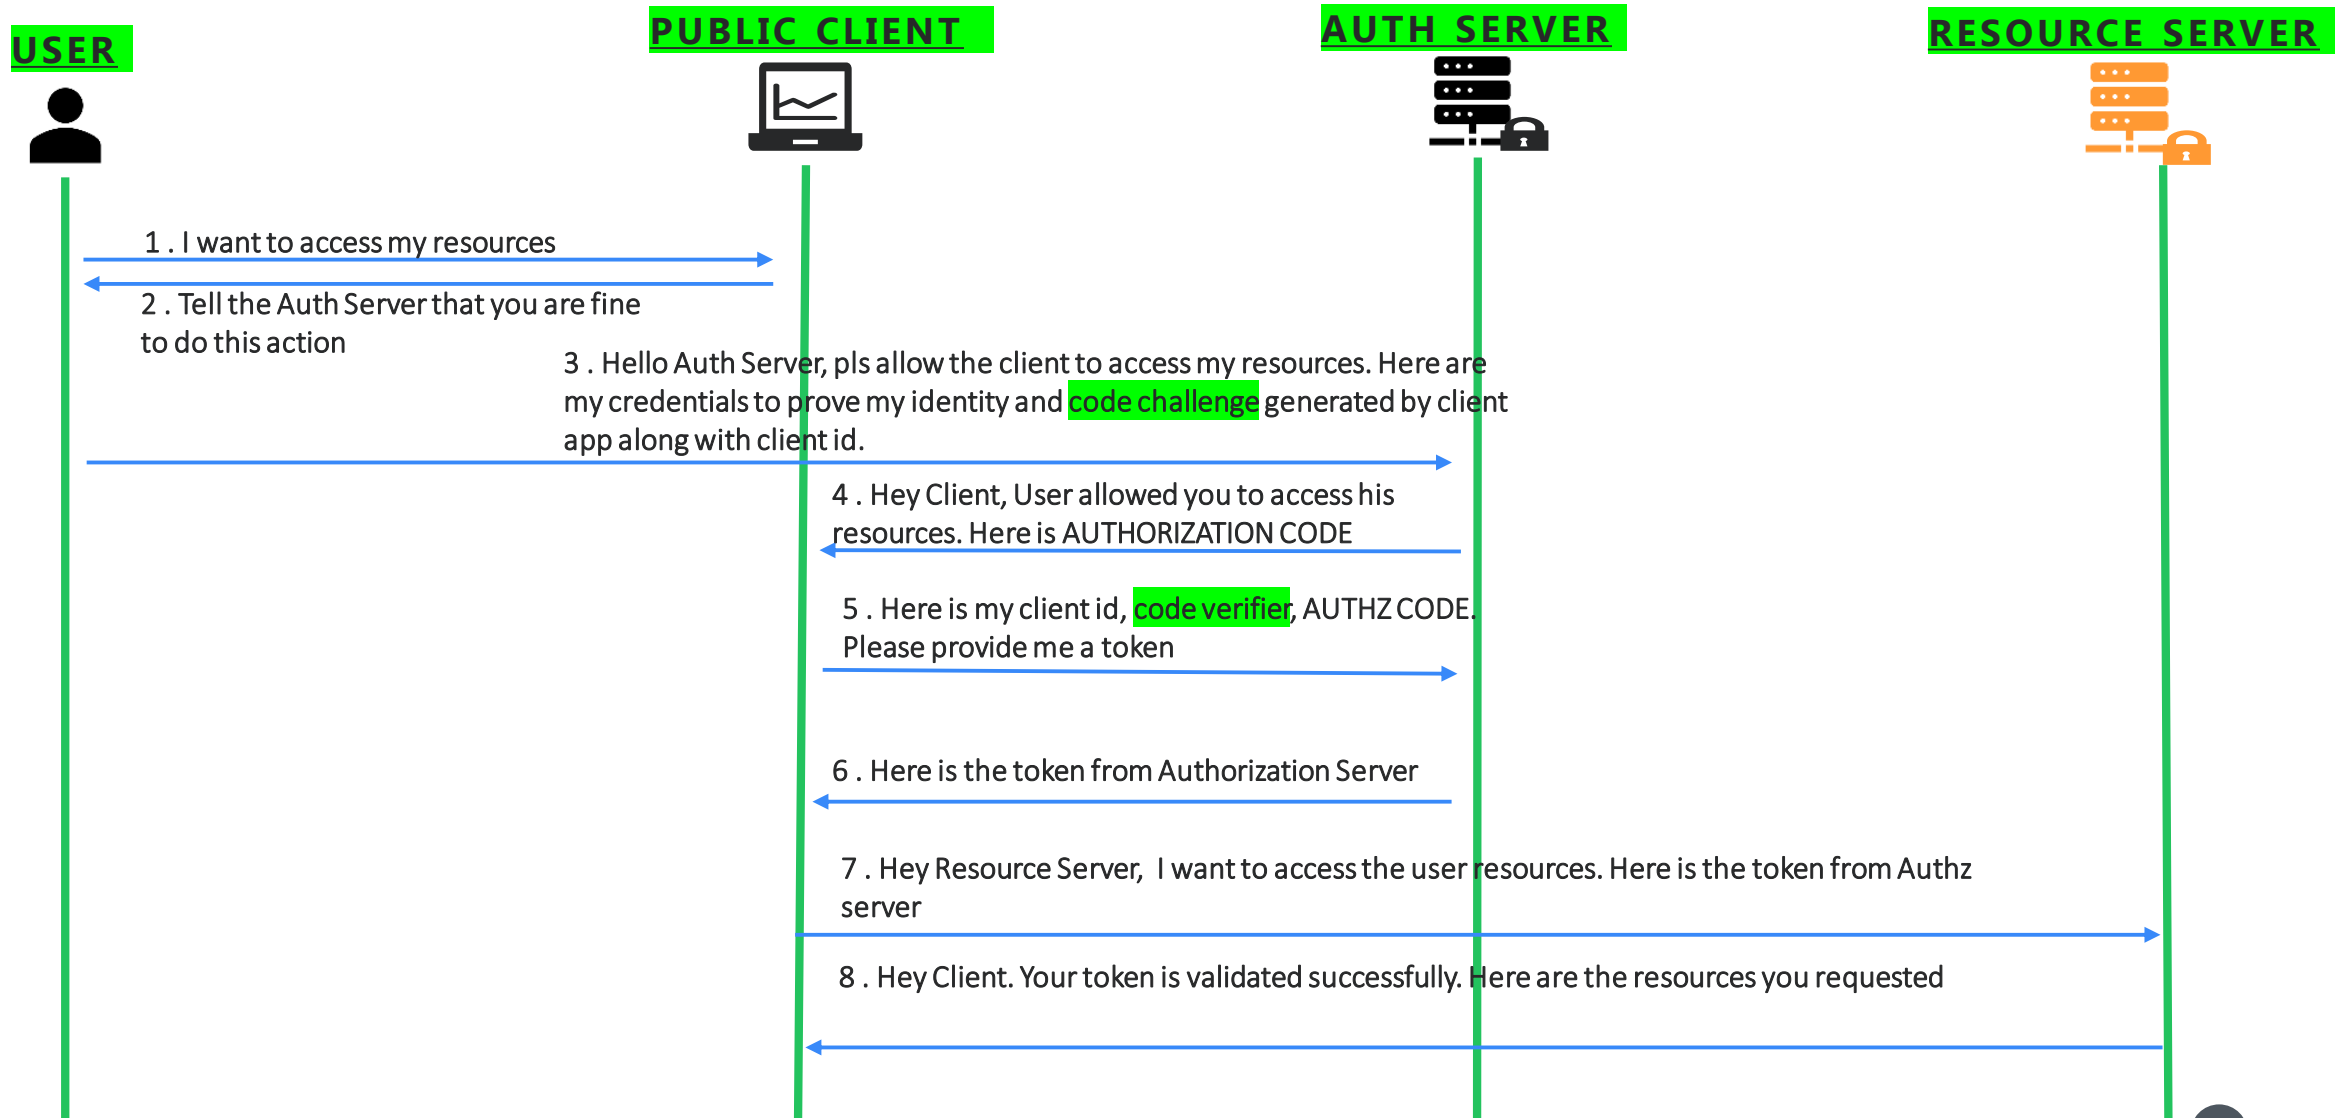 USER
PUBLIC CLIENT
AUTH SERVER
RESOURCE SERVER
1 . I want to access my resources
2 . Tell the Auth Server that you are fine
to do this action
3 . Hello Auth Server, pls allow the client to access my resources. Here are
my credentials to prove my identity and code challenge generated by client
app along with client id.
4 . Hey Client, User allowed you to access his
resources. Here is AUTHORIZATION CODE
5 . Here is my client id, code verifier, AUTHZ CODE.
Please provide me a token
6 . Here is the token from Authorization Server
7 . Hey Resource Server,  I want to access the user resources. Here is the token from Authz
server
8 . Hey Client. Your token is validated successfully. Here are the resources you requested